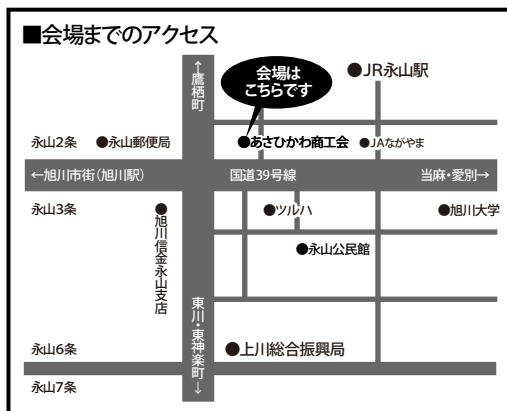 ■会場までのアクセス
↑鷹栖町
会場は
こちらです
●JR永山駅
永山2条
●永山郵便局
●あさひかわ商工会
●JAながやま
←旭川市街(旭川駅)
国道39号線
当麻・愛別→
永山3条
●旭川信金永山支店
●ツルハ
●旭川大学
●永山公民館
東川・東神楽町→
永山6条
●上川総合振興局
永山7条